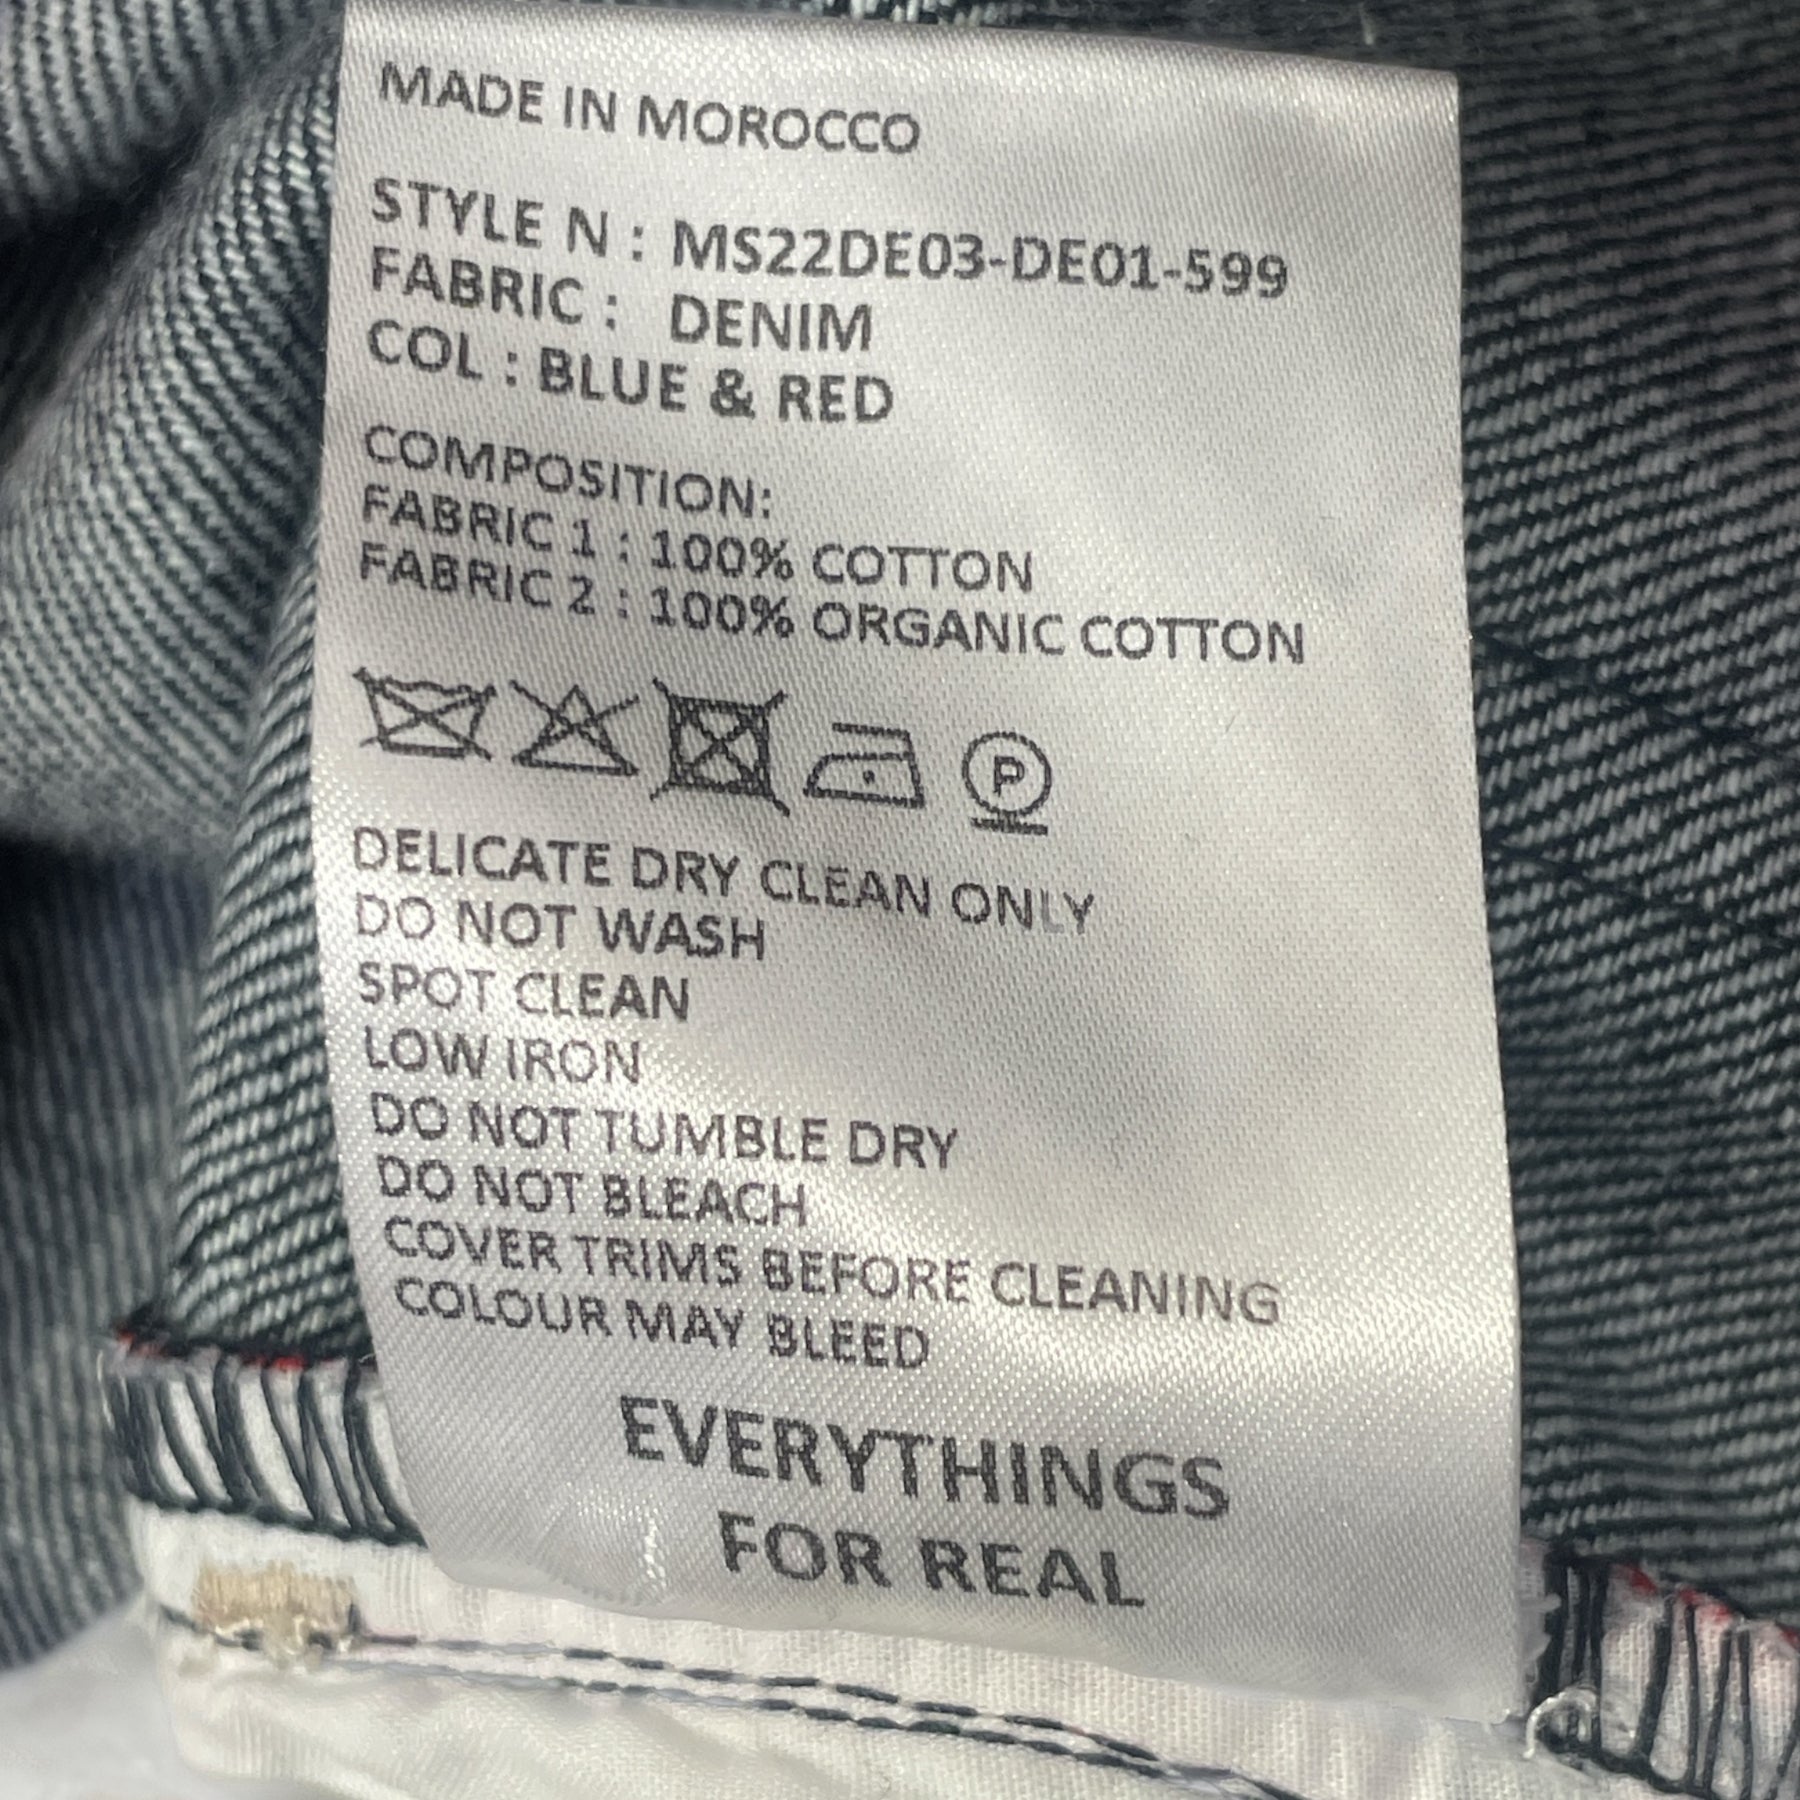 MADE IN MOROCCO
STYLE N : MS22DE03-DE01-599
FABRIC : DENIM
COL : BLUE & RED
COMPOSITION:
FABRIC 1 : 100% COTTON
FABRIC 2 : 100% ORGANIC COTTON
P
DELICATE DRY CLEAN ONLY
DO NOT WASH
SPOT CLEAN
LOW IRON
DO NOT TUMBLE DRY
DO NOT BLEACH
COVER TRIMS BEFORE CLEANING
COLOUR MAY BLEED
EVERYTHINGS
FOR REAL